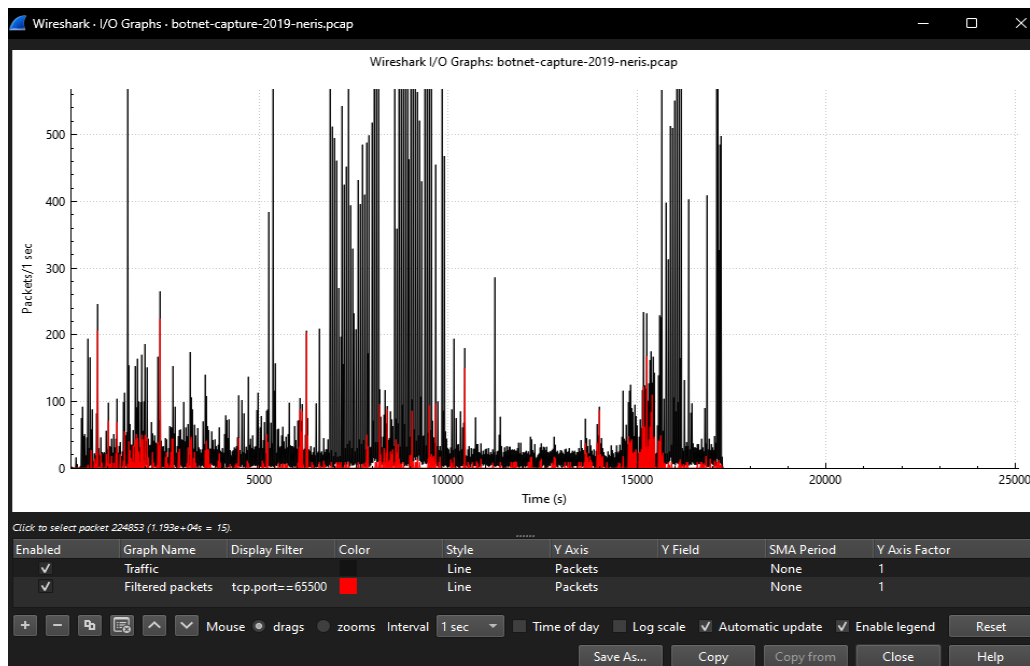 Wireshark · I/O Graphs · botnet-capture-2019-neris.pcap
Wireshark I/O Graphs: botnet-capture-2019-neris.pcap
Packets/1 sec
500
400
300
200
100
0
5000 10000 15000 20000 25000
Time (s)
Click to select packet 224853 (1.193e+04s = 15).
Enabled Graph Name Display Filter Color Style Y Axis Y Field SMA Period Y Axis Factor
Traffic Line Packets None 1
Filtered packets tcp.port==65500 Line Packets None 1
Mouse drags zooms Interval 1 sec Time of day Log scale Automatic update Enable legend Reset
Save As... Copy Copy from Close Help